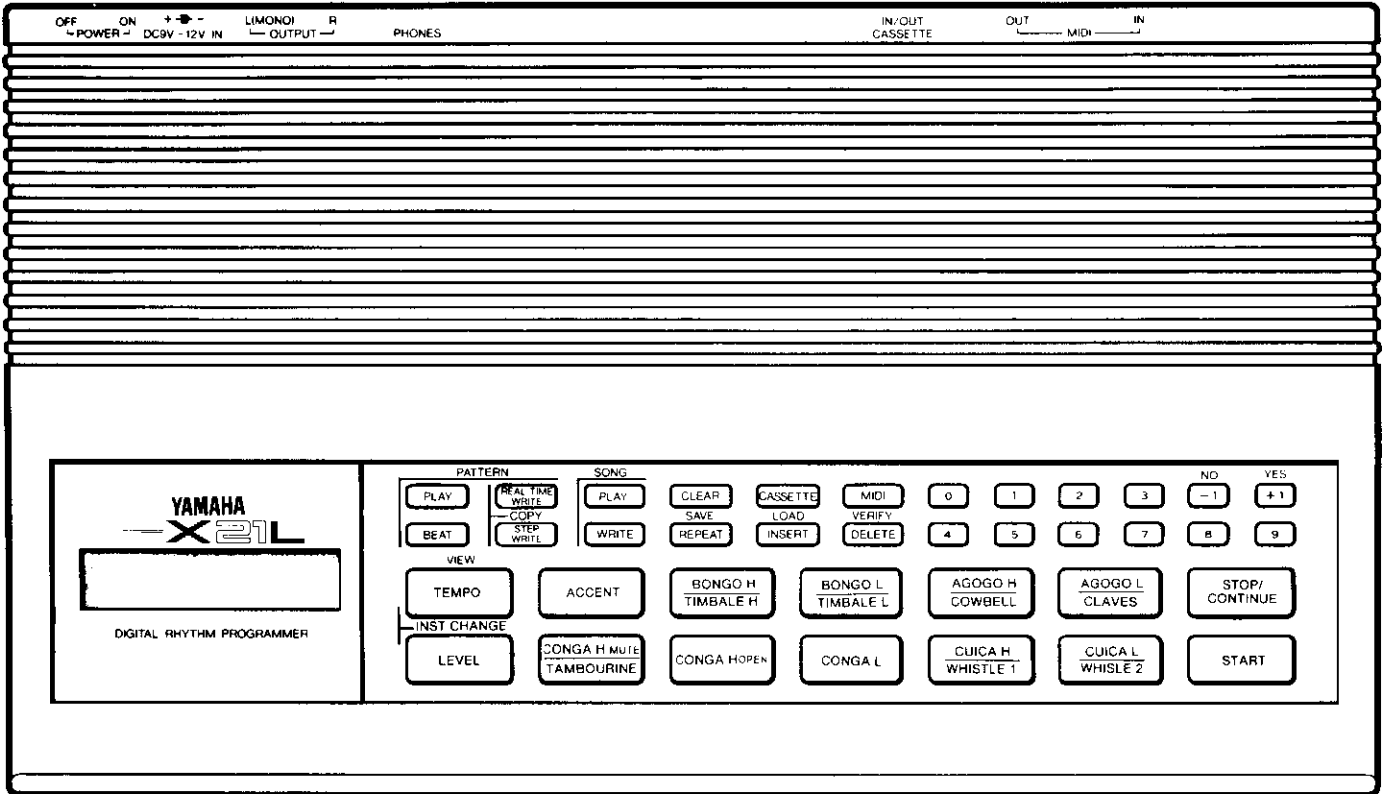 OFF ON + - L(MONO) R IN/OUT OUT IN
POWER DC9V-12V IN OUTPUT PHONES CASSETTE MIDI
PATTERN SONG NO YES
PLAY REAL TIME WRITE PLAY CLEAR CASSETTE MIDI 0 1 2 3 -1 +1
COPY SAVE LOAD VERIFY
BEAT STEP WRITE WRITE REPEAT INSERT DELETE 4 5 6 7 8 9
YAMAHA
X21L
DIGITAL RHYTHM PROGRAMMER
VIEW
TEMPO ACCENT BONGO H TIMBALE H BONGO L TIMBALE L AGOGO H COWBELL AGOGO L CLAVES STOP/ CONTINUE
INST CHANGE
LEVEL CONGA H MUTE TAMBOURINE CONGA H OPEN CONGA L CUICA H WHISTLE 1 CUICA L WHISLE 2 START